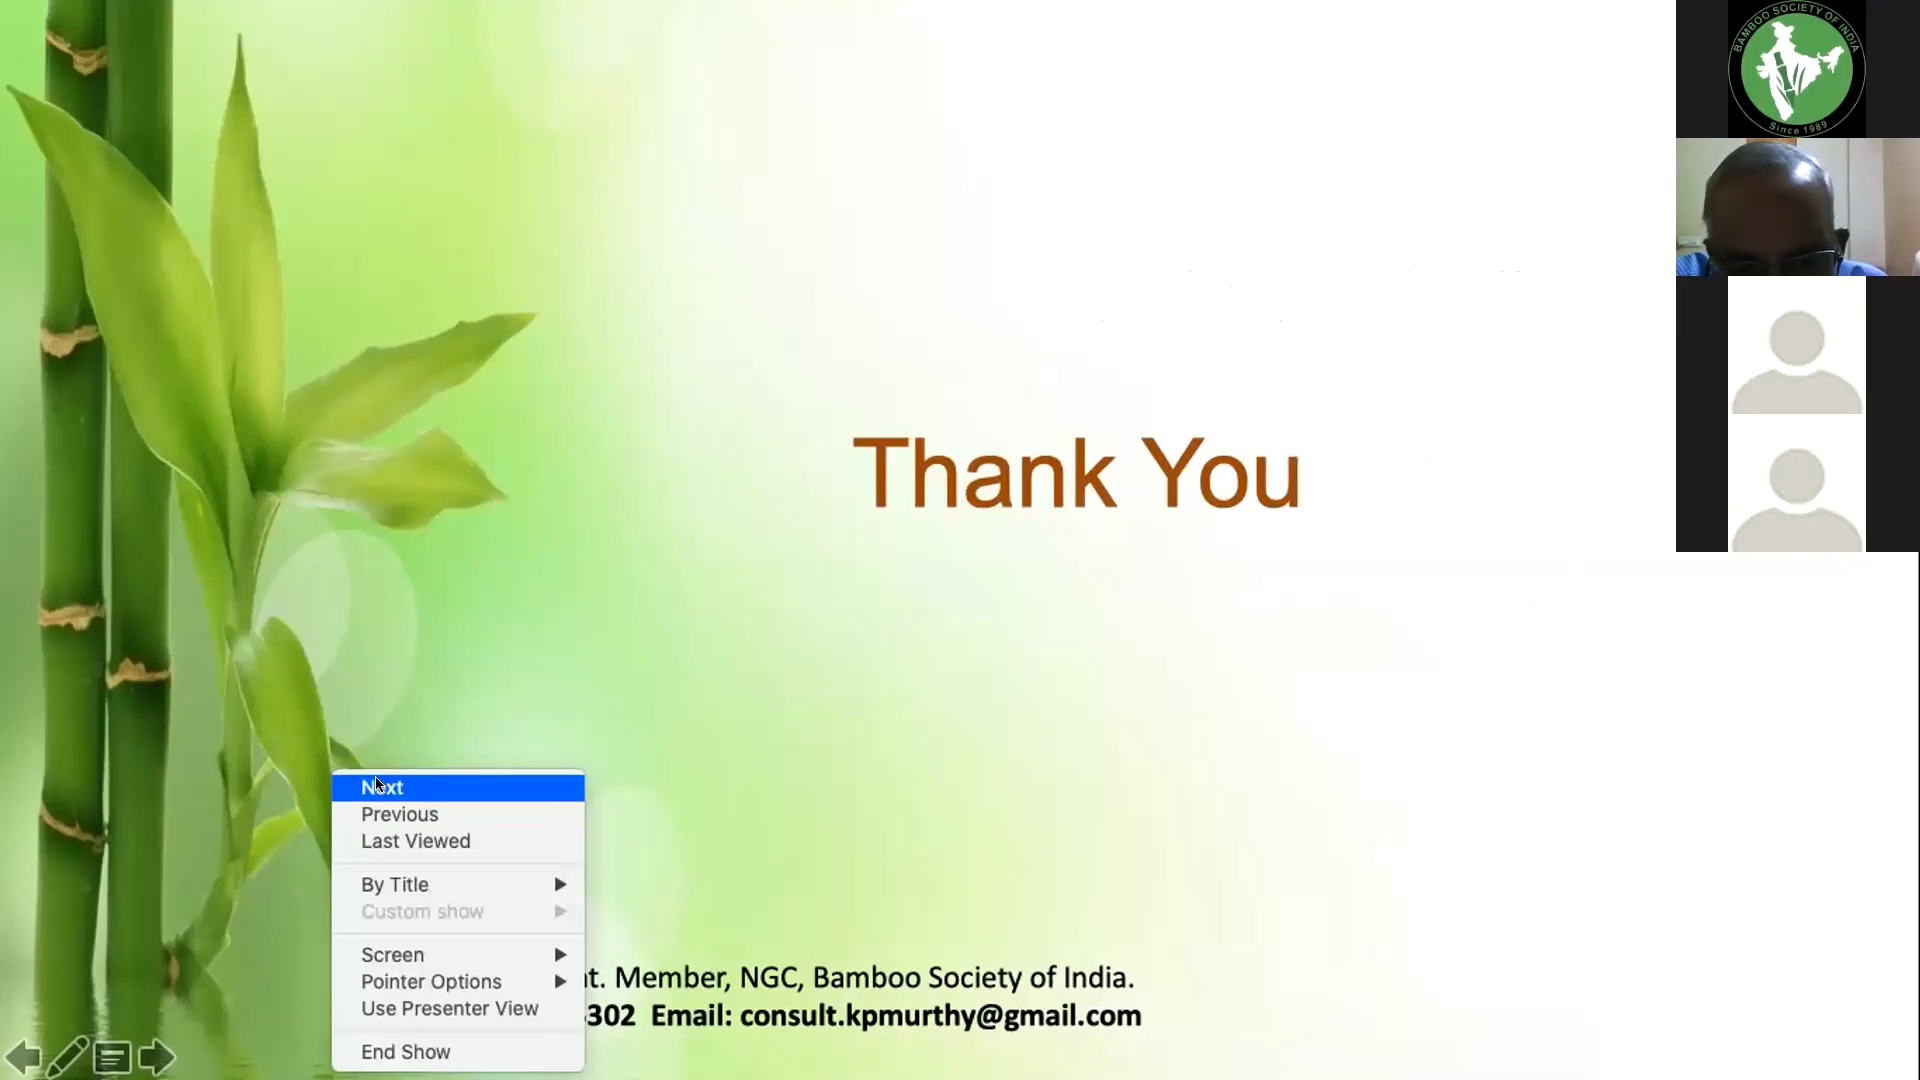 BAMBOO SOCIETY OF INDIA
Since 1989
Thank You
Next
Previous
Last Viewed
By Title
Custom show
Screen
Pointer Options
Use Presenter View
End Show
t. Member, NGC, Bamboo Society of India.
302 Email: consult.kpmurthy@gmail.com